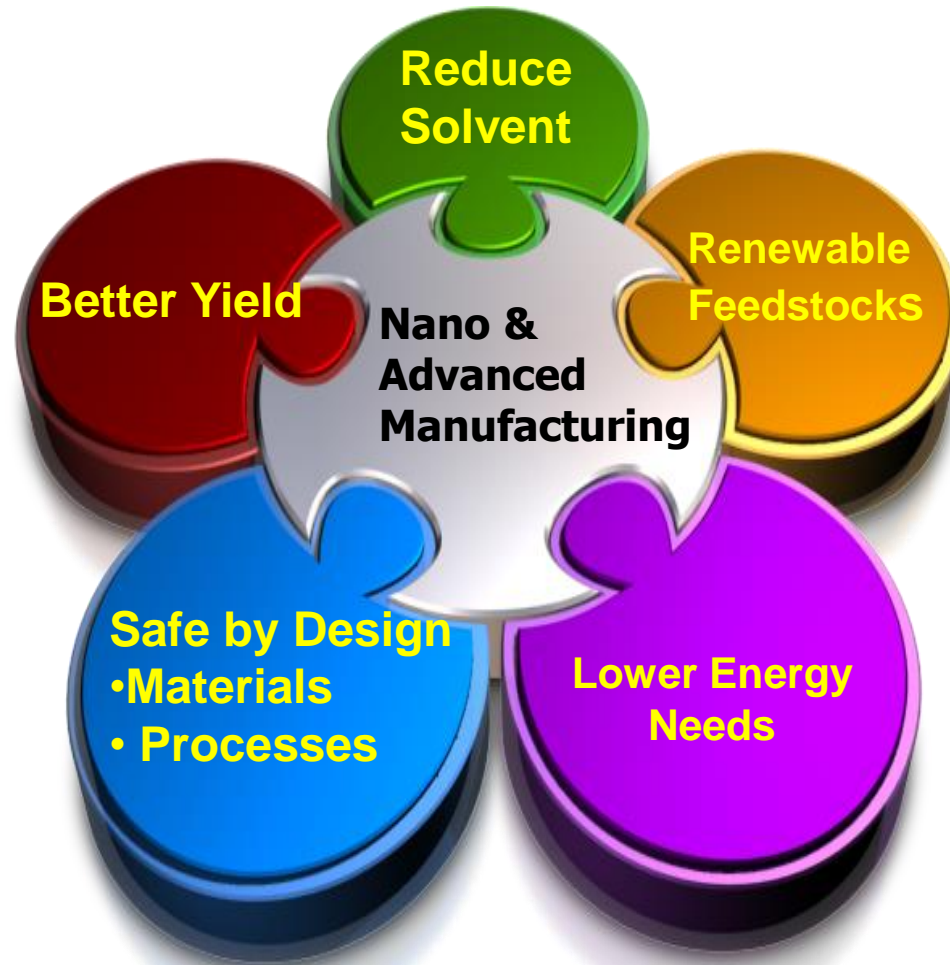 Reduce
Solvent
Better Yield
Renewable
Feedstocks
Nano &
Advanced
Manufacturing
Safe by Design
•Materials
• Processes
Lower Energy
Needs